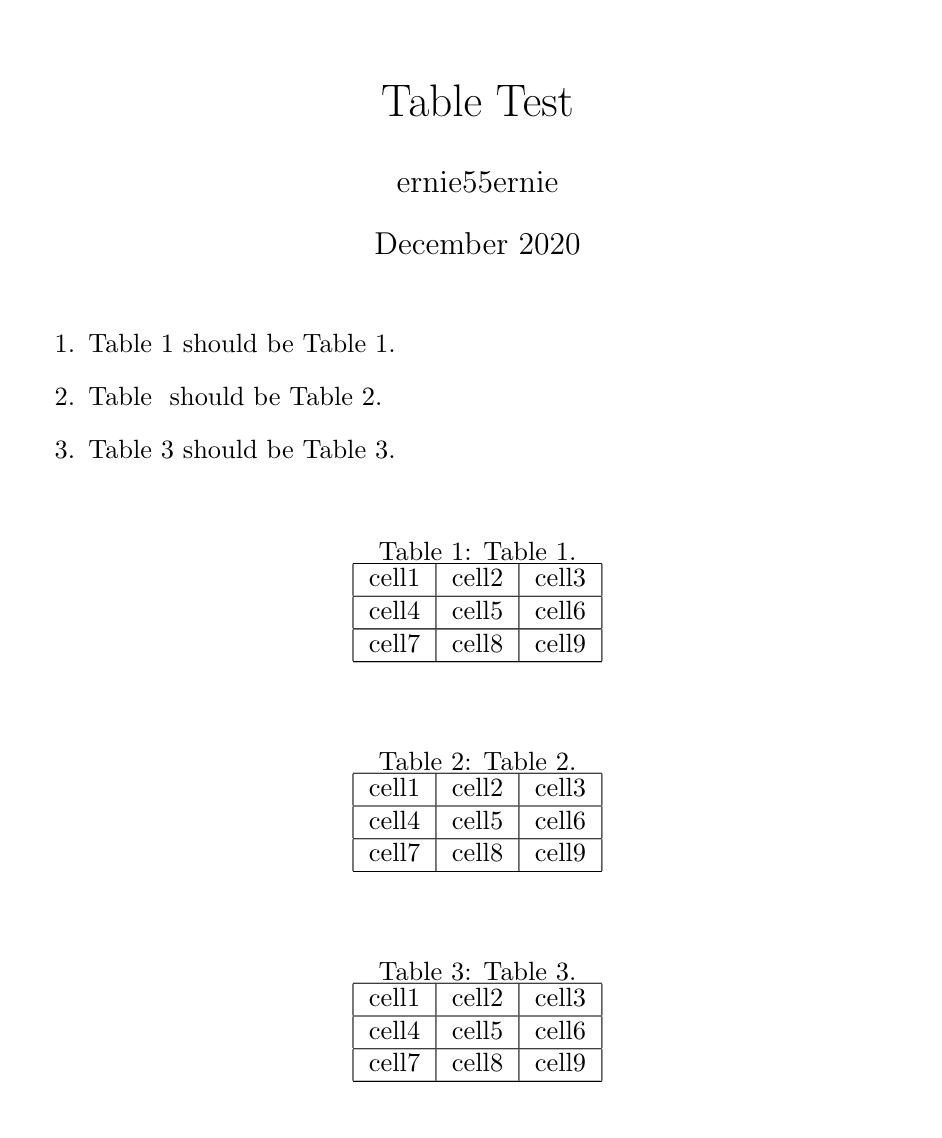 Table Test
ernie55ernie
December 2020
1. Table 1 should be Table 1.
2. Table  should be Table 2.
3. Table 3 should be Table 3.
Table 1: Table 1.
cell1 cell2 cell3
cell4 cell5 cell6
cell7 cell8 cell9
Table 2: Table 2.
cell1 cell2 cell3
cell4 cell5 cell6
cell7 cell8 cell9
Table 3: Table 3.
cell1 cell2 cell3
cell4 cell5 cell6
cell7 cell8 cell9